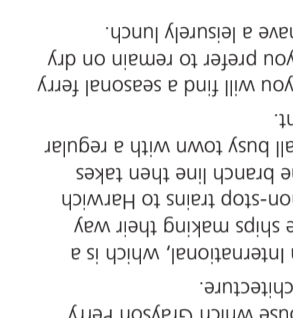 ouse which Grayson Perry
chitecture.
n International, which is a
e ships making their way
on-stop trains to Harwich
e branch line then takes
all busy town with a regular
nt.
you will find a seasonal ferry
you prefer to remain on dry
have a leisurely lunch.